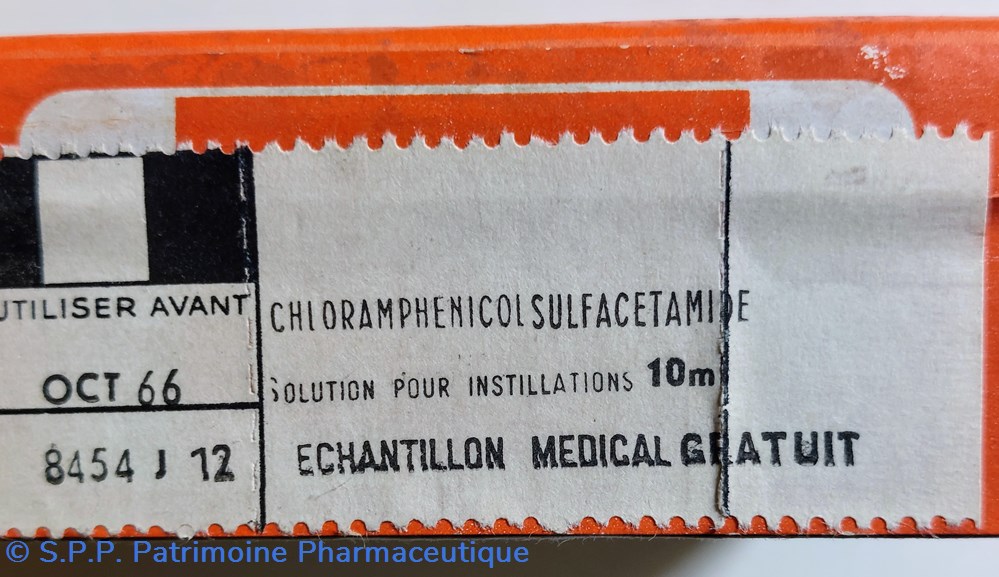 UTILISER AVANT
OCT 66
8454 J 12
CHLORAMPHENICOL SULFACETAMIDE
SOLUTION POUR INSTILLATIONS 10ml
ECHANTILLON MEDICAL GRATUIT
© S.P.P. Patrimoine Pharmaceutique